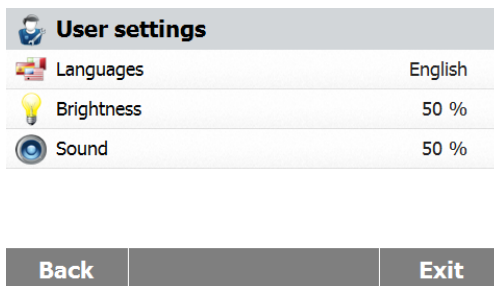 User settings
Languages English
Brightness 50 %
Sound 50 %
Back Exit